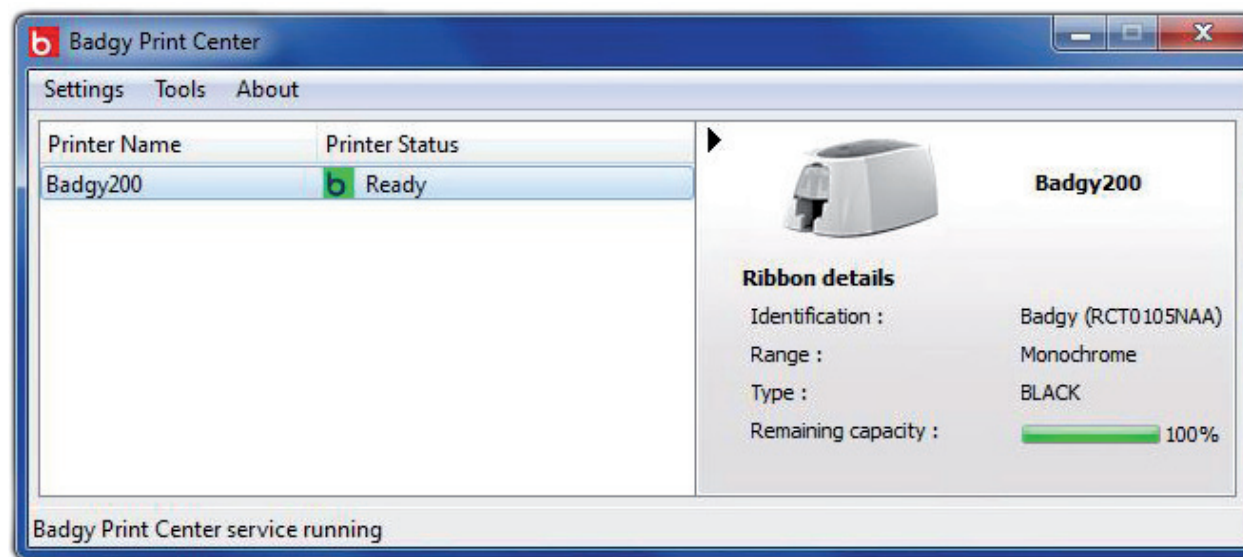 b Badgy Print Center
Settings Tools About
Printer Name Printer Status
Badgy200 b Ready
Badgy200
Ribbon details
Identification : Badgy (RCT0105NAA)
Range : Monochrome
Type : BLACK
Remaining capacity : 100%
Badgy Print Center service running